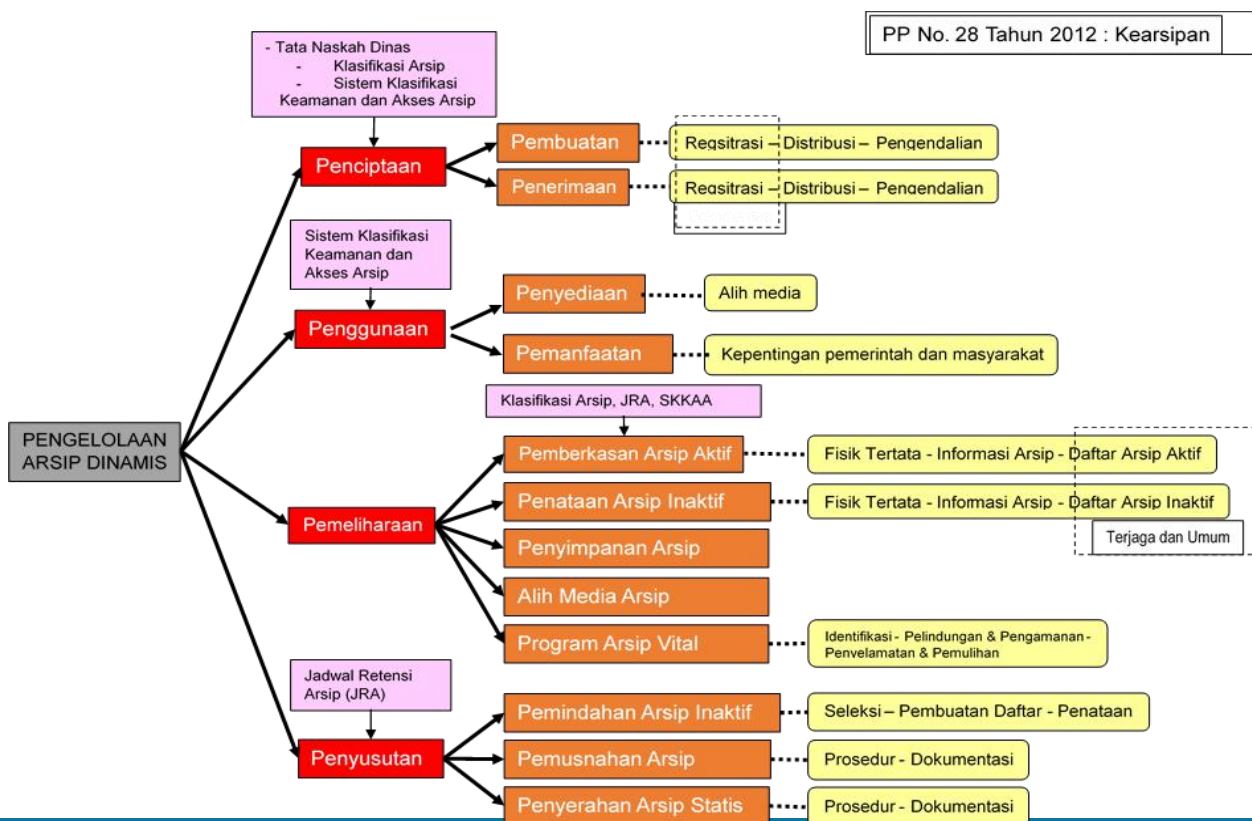 PP No. 28 Tahun 2012 : Kearsipan
- Tata Naskah Dinas
- Klasifikasi Arsip
- Sistem Klasifikasi
Keamanan dan Akses Arsip
Penciptaan
Pembuatan
Regsitrasi – Distribusi – Pengendalian
Penerimaan
Regsitrasi – Distribusi – Pengendalian
Sistem Klasifikasi
Keamanan dan
Akses Arsip
Penggunaan
Penyediaan
Alih media
Pemanfaatan
Kepentingan pemerintah dan masyarakat
PENGELOLAAN
ARSIP DINAMIS
Klasifikasi Arsip, JRA, SKKAA
Pemeliharaan
Pemberkasan Arsip Aktif
Fisik Tertata - Informasi Arsip - Daftar Arsip Aktif
Penataan Arsip Inaktif
Fisik Tertata - Informasi Arsip - Daftar Arsip Inaktif
Terjaga dan Umum
Penyimpanan Arsip
Alih Media Arsip
Program Arsip Vital
Identifikasi - Pelindungan & Pengamanan -
Penyelamatan & Pemulihan
Jadwal Retensi
Arsip (JRA)
Penyusutan
Pemindahan Arsip Inaktif
Seleksi – Pembuatan Daftar - Penataan
Pemusnahan Arsip
Prosedur - Dokumentasi
Penyerahan Arsip Statis
Prosedur - Dokumentasi